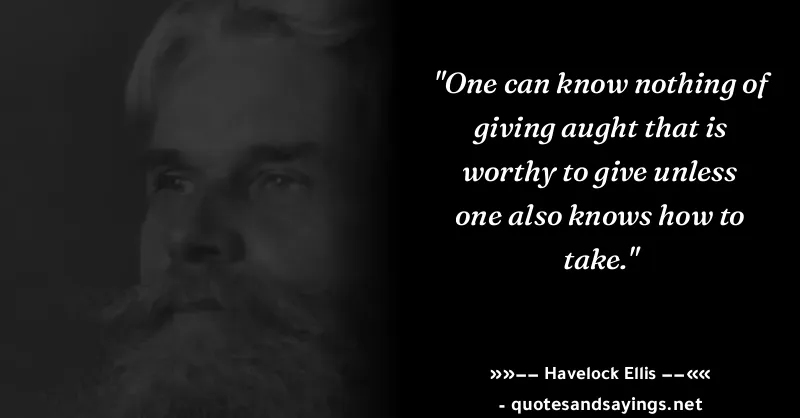 "One can know nothing of
giving aught that is
worthy to give unless
one also knows how to
take."
»»−− Havelock Ellis −−««
- quotesandsayings.net